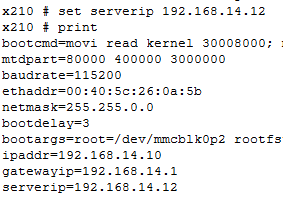 x210 # set serverip 192.168.14.12
x210 # print
bootcmd=movi read kernel 30008000;
mtdpart=80000 400000 3000000
baudrate=115200
ethaddr=00:40:5c:26:0a:5b
netmask=255.255.0.0
bootdelay=3
bootargs=root=/dev/mmcblk0p2 rootfs
ipaddr=192.168.14.10
gatewayip=192.168.14.1
serverip=192.168.14.12